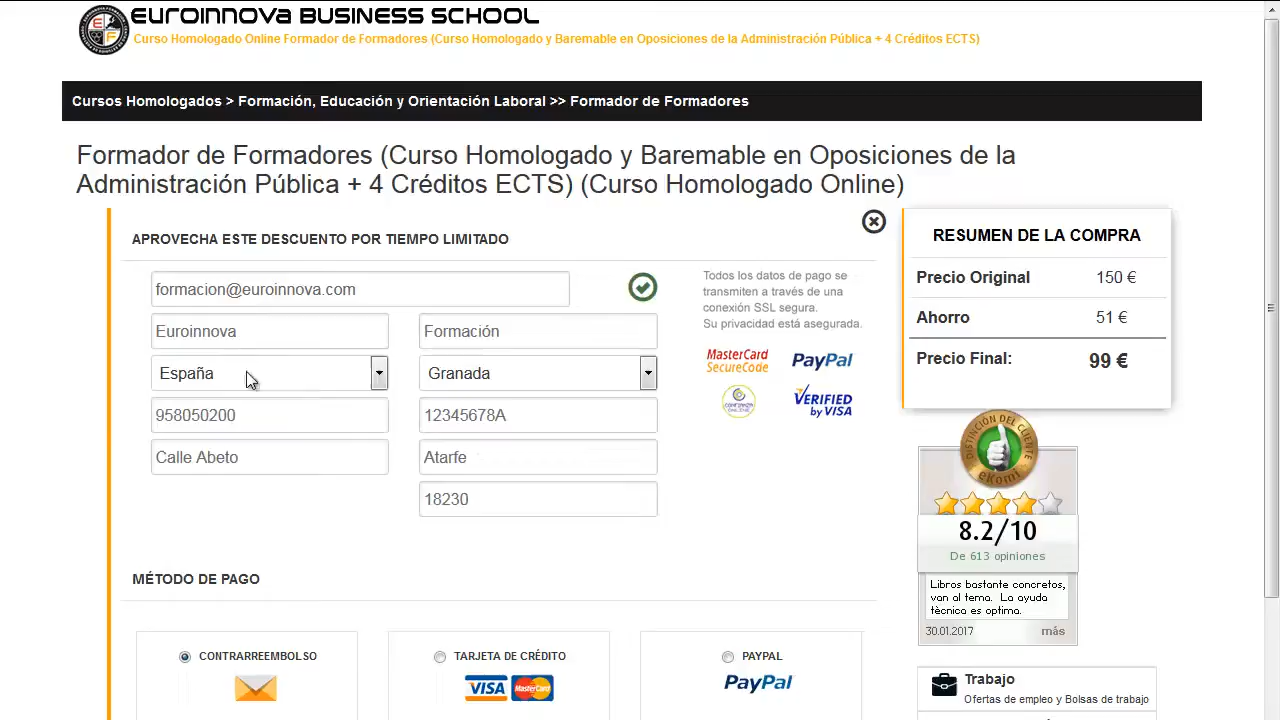 EUROINNOVA BUSINESS SCHOOL
Curso Homologado Online Formador de Formadores (Curso Homologado y Baremable en Oposiciones de la Administración Pública + 4 Créditos ECTS)
Cursos Homologados > Formación, Educación y Orientación Laboral >> Formador de Formadores
Formador de Formadores (Curso Homologado y Baremable en Oposiciones de la
Administración Pública + 4 Créditos ECTS) (Curso Homologado Online)
APROVECHA ESTE DESCUENTO POR TIEMPO LIMITADO
formacion@euroinnova.com
Euroinnova
Formación
España
Granada
958050200
12345678A
Calle Abeto
Atarfe
18230
Todos los datos de pago se
transmiten a través de una
conexión SSL segura.
Su privacidad está asegurada.
MasterCard
SecureCode
PayPal
CONFIANZA
ONLINE
VERIFIED
by VISA
RESUMEN DE LA COMPRA
Precio Original 150 €
Ahorro 51 €
Precio Final: 99 €
DISTINCIÓN DEL CLIENTE
eKomi
8.2/10
De 613 opiniones
Libros bastante concretos,
van al tema. La ayuda
tècnica es optima.
30.01.2017 más
Trabajo
Ofertas de empleo y Bolsas de trabajo
MÉTODO DE PAGO
CONTRARREEMBOLSO
TARJETA DE CRÉDITO
VISA MasterCard
PAYPAL
PayPal